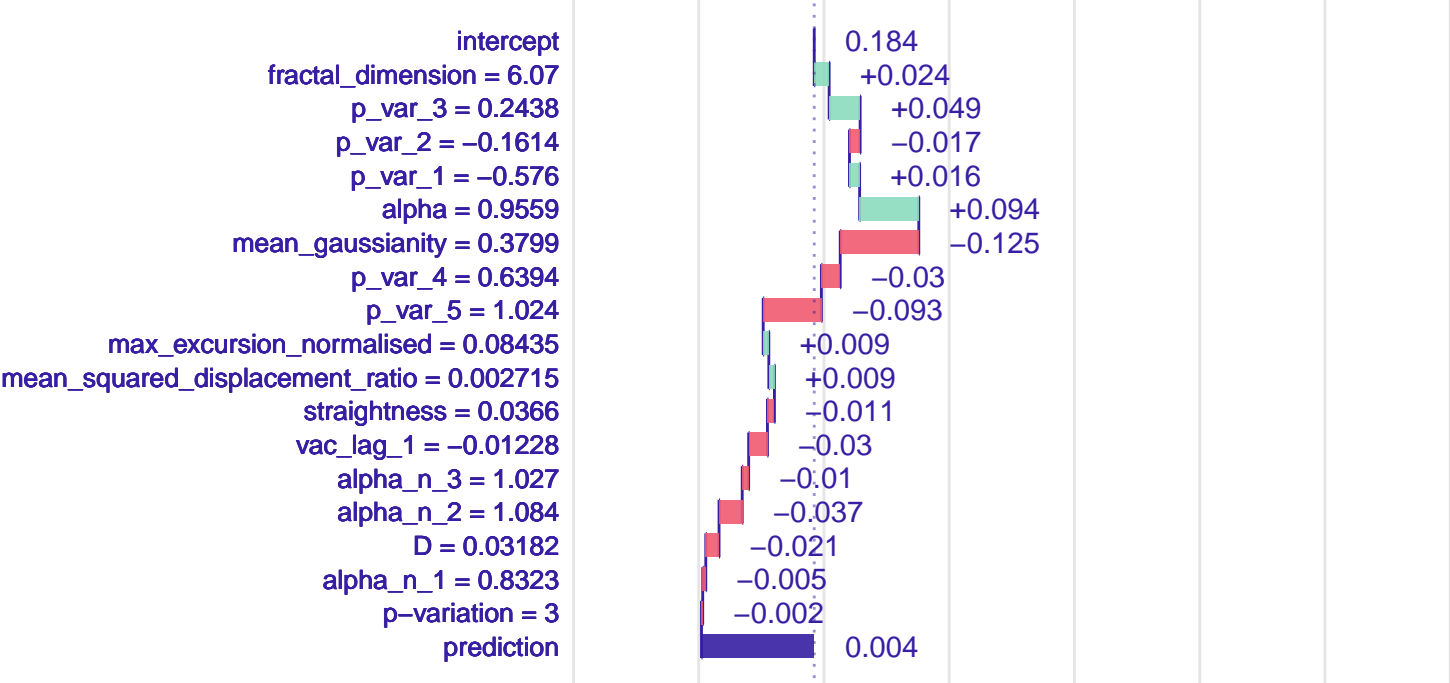 intercept 0.184
fractal_dimension = 6.07 +0.024
p_var_3 = 0.2438 +0.049
p_var_2 = −0.1614 −0.017
p_var_1 = −0.576 +0.016
alpha = 0.9559 +0.094
mean_gaussianity = 0.3799 −0.125
p_var_4 = 0.6394 −0.03
p_var_5 = 1.024 −0.093
max_excursion_normalised = 0.08435 +0.009
mean_squared_displacement_ratio = 0.002715 +0.009
straightness = 0.0366 −0.011
vac_lag_1 = −0.01228 −0.03
alpha_n_3 = 1.027 −0.01
alpha_n_2 = 1.084 −0.037
D = 0.03182 −0.021
alpha_n_1 = 0.8323 −0.005
p−variation = 3 −0.002
prediction 0.004